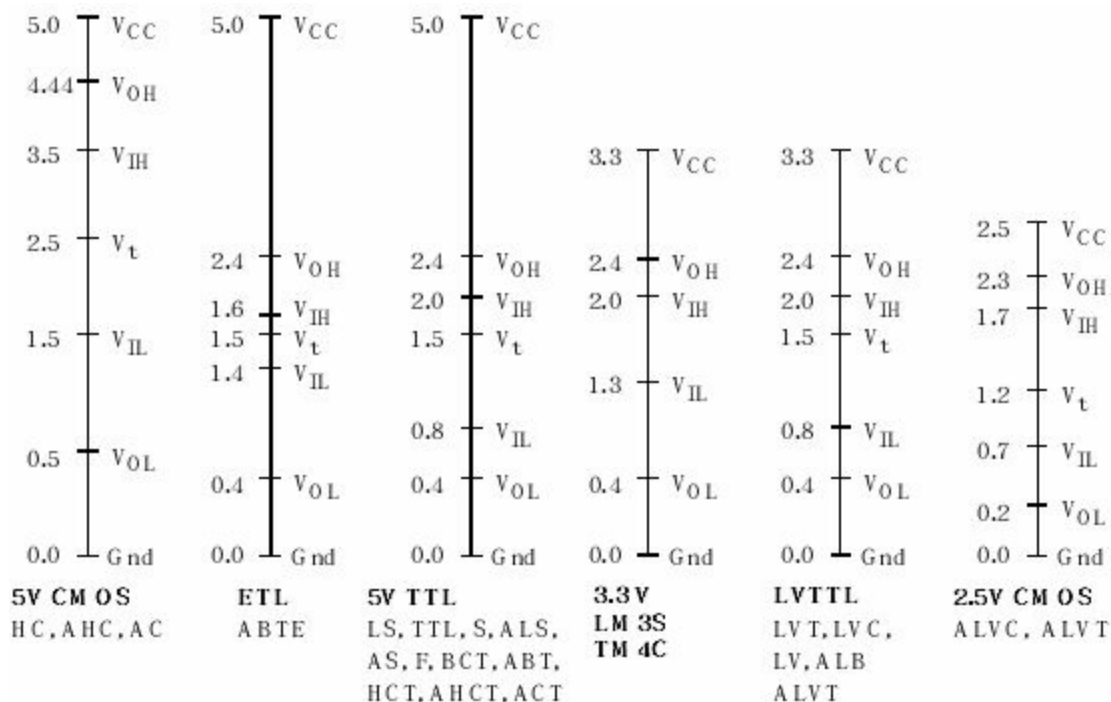 5.0 VCC
4.44 VOH
3.5 VIH
2.5 Vt
1.5 VIL
0.5 VOL
0.0 Gnd
5V CMOS
HC, AHC, AC
5.0 VCC
2.4 VOH
1.6 VIH
1.5 Vt
1.4 VIL
0.4 VOL
0.0 Gnd
ETL
ABTE
5.0 VCC
2.4 VOH
2.0 VIH
1.5 Vt
0.8 VIL
0.4 VOL
0.0 Gnd
5V TTL
LS, TTL, S, ALS,
AS, F, BCT, ABT,
HCT, AHCT, ACT
3.3 VCC
2.4 VOH
2.0 VIH
1.3 VIL
0.4 VOL
0.0 Gnd
3.3V
LM3S
TM4C
3.3 VCC
2.4 VOH
2.0 VIH
1.5 Vt
0.8 VIL
0.4 VOL
0.0 Gnd
LVTTL
LVT, LVC,
LV, ALB
ALVT
2.5 VCC
2.3 VOH
1.7 VIH
1.2 Vt
0.7 VIL
0.2 VOL
0.0 Gnd
2.5V CMOS
ALVC, ALVT